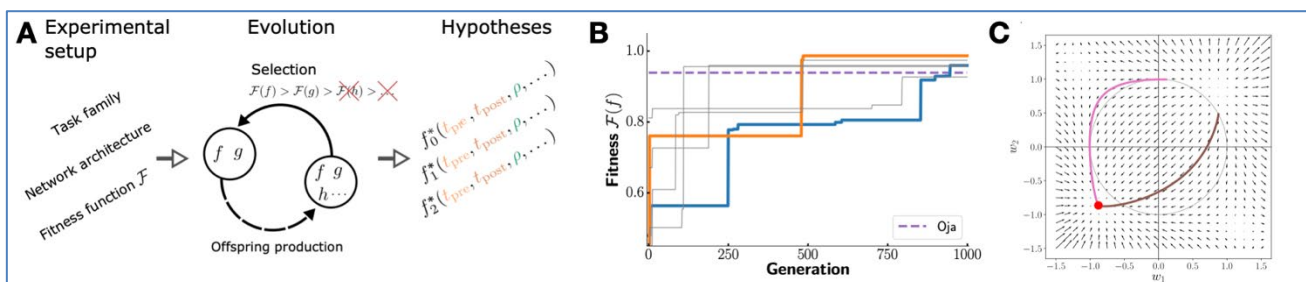 A Experimental setup
Evolution
Hypotheses
Task family
Network architecture
Fitness function F
Selection
F(f) > F(g) > F(h) > ...
f g
f g
h ...
Offspring production
f₀*(t_pre, t_post, ρ, ...)
f₁*(t_pre, t_post, ρ, ...)
f₂*(t_pre, t_post, ρ, ...)
B
Fitness F(f)
1.0
0.8
0.6
Oja
0
250
500
750
1000
Generation
C
w₂
1.5
1.0
0.5
0.0
-0.5
-1.0
-1.5
-1.5 -1.0 -0.5 0.0 0.5 1.0 1.5
w₁